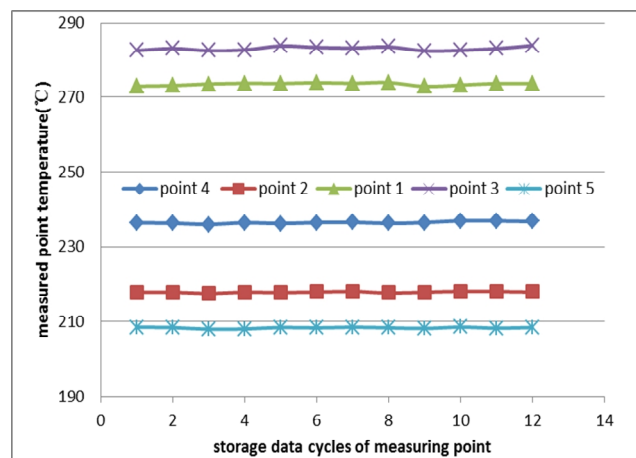 290
270
250
230
210
190
measured point temperature(℃)
point 4 point 2 point 1 point 3 point 5
0 2 4 6 8 10 12 14
storage data cycles of measuring point